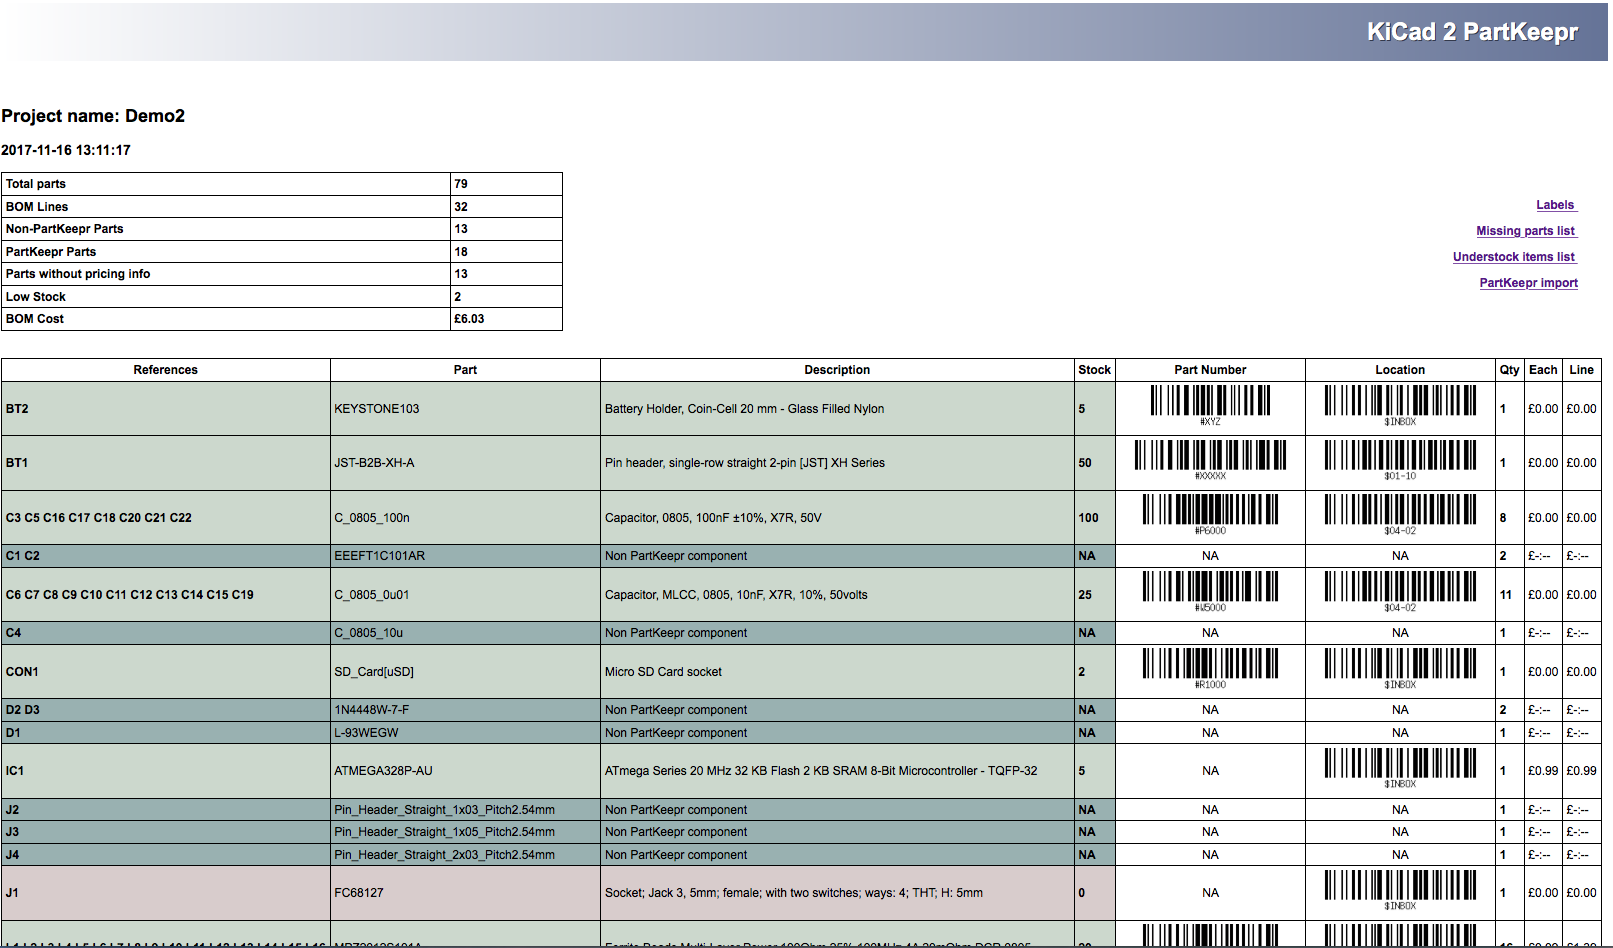 KiCad 2 PartKeepr
Project name: Demo2
2017-11-16 13:11:17
Total parts 79
BOM Lines 32
Non-PartKeepr Parts 13
PartKeepr Parts 18
Parts without pricing info 13
Low Stock 2
BOM Cost £6.03
Labels
Missing parts list
Understock items list
PartKeepr import
References Part Description Stock Part Number Location Qty Each Line
BT2 KEYSTONE103 Battery Holder, Coin-Cell 20 mm - Glass Filled Nylon 5 #XYZ $INBOX 1 £0.00 £0.00
BT1 JST-B2B-XH-A Pin header, single-row straight 2-pin [JST] XH Series 50 #XXXXX $01-10 1 £0.00 £0.00
C3 C5 C16 C17 C18 C20 C21 C22 C_0805_100n Capacitor, 0805, 100nF ±10%, X7R, 50V 100 #P6000 $04-02 8 £0.00 £0.00
C1 C2 EEEFT1C101AR Non PartKeepr component NA NA NA 2 £-:-- £-:--
C6 C7 C8 C9 C10 C11 C12 C13 C14 C15 C19 C_0805_0u01 Capacitor, MLCC, 0805, 10nF, X7R, 10%, 50volts 25 #W5000 $04-02 11 £0.00 £0.00
C4 C_0805_10u Non PartKeepr component NA NA NA 1 £-:-- £-:--
CON1 SD_Card[uSD] Micro SD Card socket 2 #R1000 $INBOX 1 £0.00 £0.00
D2 D3 1N4448W-7-F Non PartKeepr component NA NA NA 2 £-:-- £-:--
D1 L-93WEGW Non PartKeepr component NA NA NA 1 £-:-- £-:--
IC1 ATMEGA328P-AU ATmega Series 20 MHz 32 KB Flash 2 KB SRAM 8-Bit Microcontroller - TQFP-32 5 NA $INBOX 1 £0.99 £0.99
J2 Pin_Header_Straight_1x03_Pitch2.54mm Non PartKeepr component NA NA NA 1 £-:-- £-:--
J3 Pin_Header_Straight_1x05_Pitch2.54mm Non PartKeepr component NA NA NA 1 £-:-- £-:--
J4 Pin_Header_Straight_2x03_Pitch2.54mm Non PartKeepr component NA NA NA 1 £-:-- £-:--
J1 FC68127 Socket; Jack 3, 5mm; female; with two switches; ways: 4; THT; H: 5mm 0 NA $INBOX 1 £0.00 £0.00